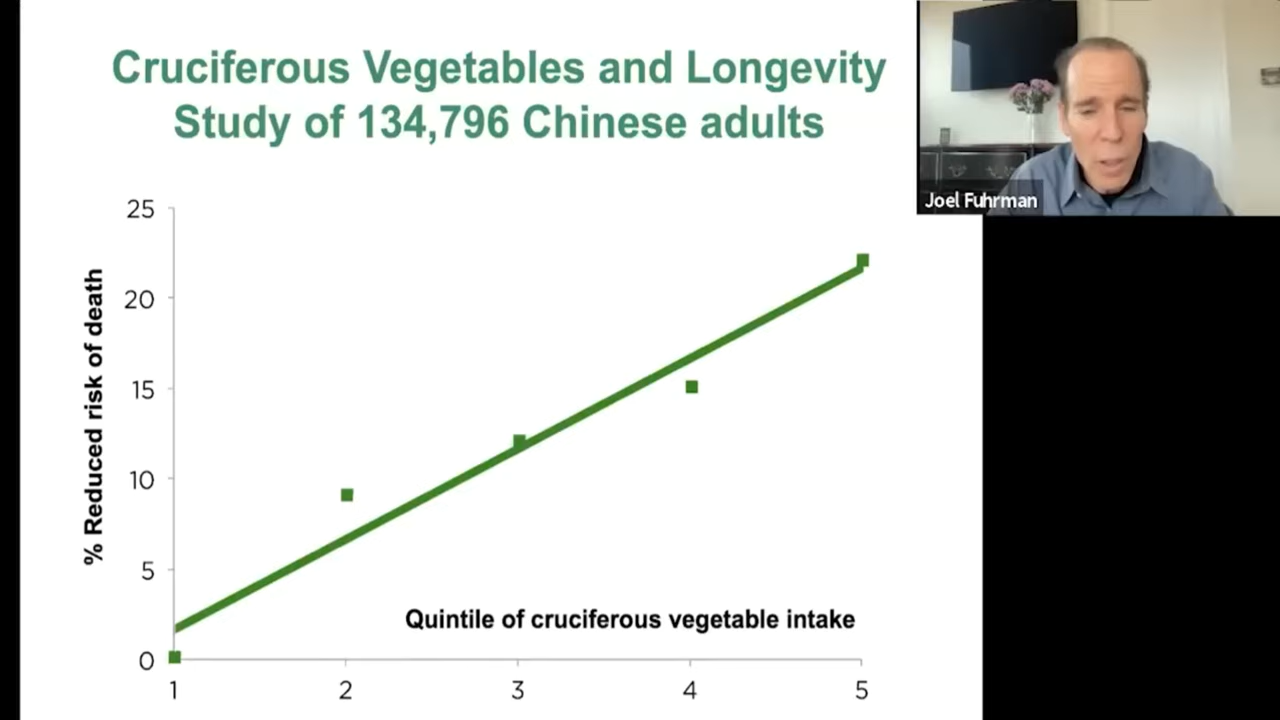 Cruciferous Vegetables and Longevity
Study of 134,796 Chinese adults
Joel Fuhrman
% Reduced risk of death
25
20
15
10
5
0
Quintile of cruciferous vegetable intake
1 2 3 4 5